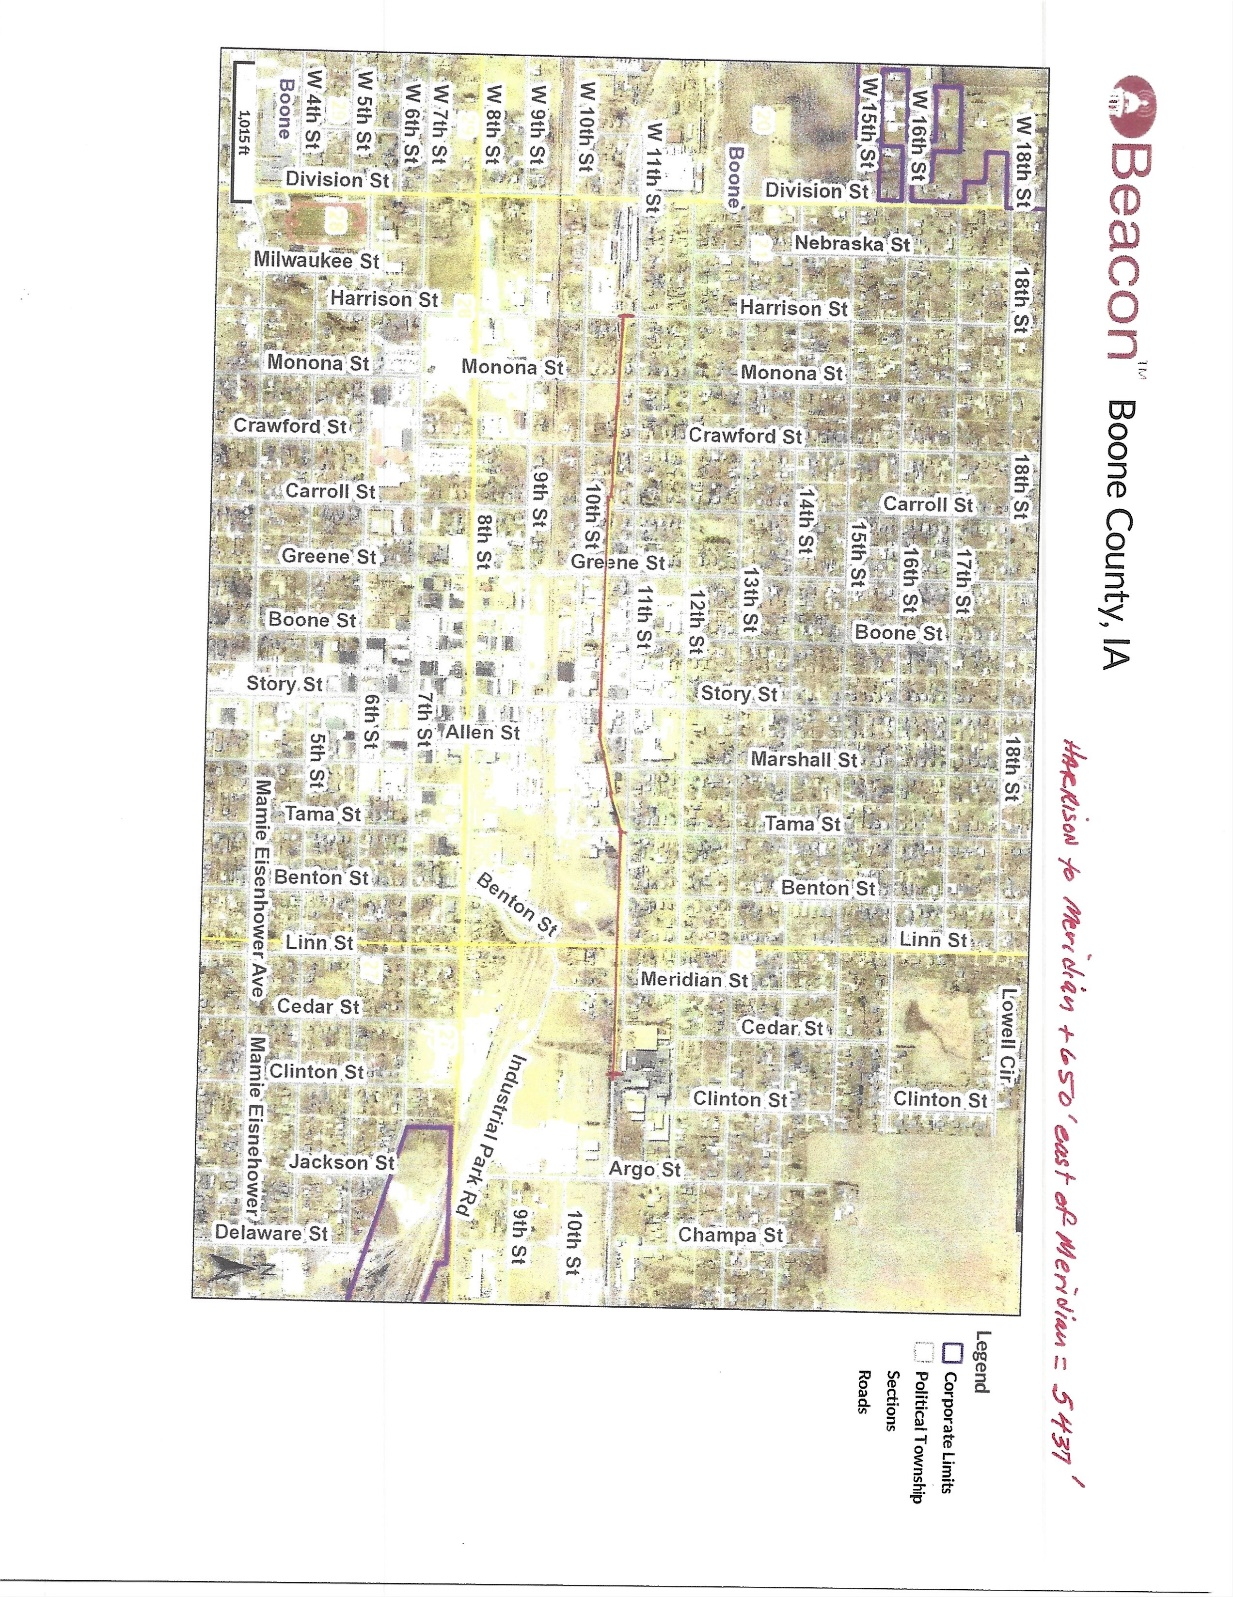 Beacon™ Boone County, IA
HARRISON to Meridian + 650' east of Meridian = 5437'
W 18th St
18th St
18th St
18th St
Lowell Cir
W 16th St
17th St
W 15th St
16th St
15th St
14th St
13th St
12th St
W 11th St
11th St
W 10th St
10th St
10th St
W 9th St
9th St
9th St
W 8th St
8th St
W 7th St
7th St
W 6th St
6th St
W 5th St
5th St
W 4th St
Boone
Boone
Division St
Division St
Nebraska St
Milwaukee St
Harrison St
Harrison St
Monona St
Monona St
Monona St
Crawford St
Crawford St
Carroll St
Carroll St
Greene St
Greene St
Boone St
Boone St
Story St
Story St
Allen St
Marshall St
Tama St
Tama St
Benton St
Benton St
Benton St
Linn St
Linn St
Meridian St
Cedar St
Cedar St
Clinton St
Clinton St
Clinton St
Mamie Eisenhower Ave
Mamie Eisnehower
Industrial Park Rd
Jackson St
Argo St
Delaware St
Champa St
28
28
28
27
27
22
N
1,015 ft
Legend
Corporate Limits
Political Township
Sections
Roads